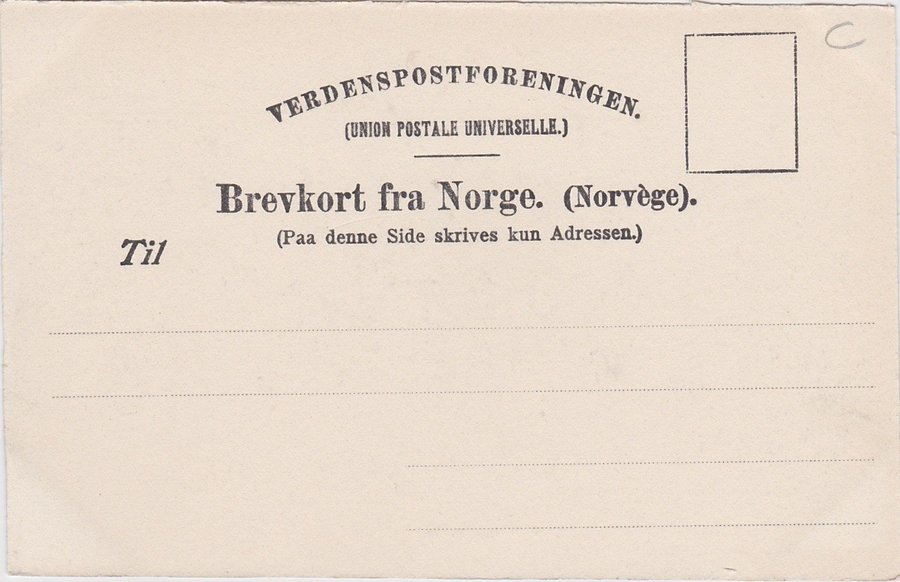 C
VERDENSPOSTFORENINGEN.
(UNION POSTALE UNIVERSELLE.)
Brevkort fra Norge. (Norvège).
(Paa denne Side skrives kun Adressen.)
Til